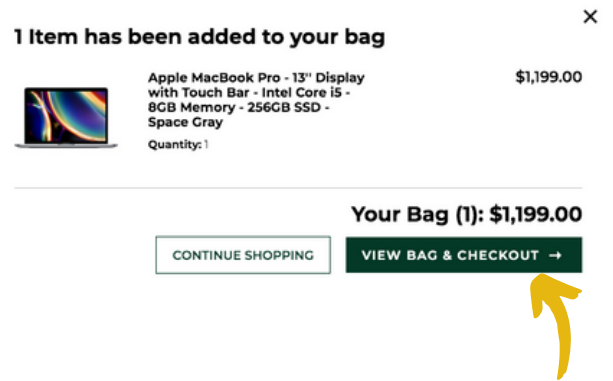 1 Item has been added to your bag
Apple MacBook Pro - 13" Display
$1,199.00
with Touch Bar - Intel Core i5 -
8GB Memory - 256GB SSD -
Space Gray
Quantity: 1
Your Bag (1): $1,199.00
CONTINUE SHOPPING
VIEW BAG & CHECKOUT →